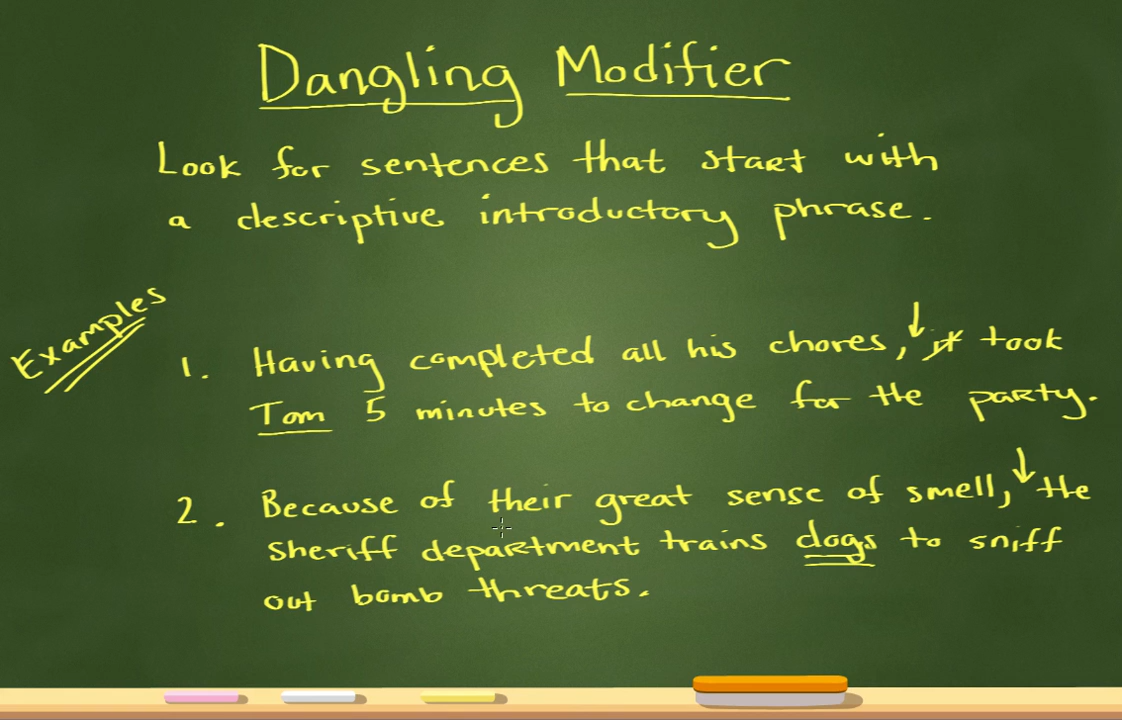 Dangling Modifier
Look for sentences that start with
a descriptive introductory phrase.
Examples
1. Having completed all his chores, it took
Tom 5 minutes to change for the party.
2. Because of their great sense of smell, the
sheriff department trains dogs to sniff
out bomb threats.